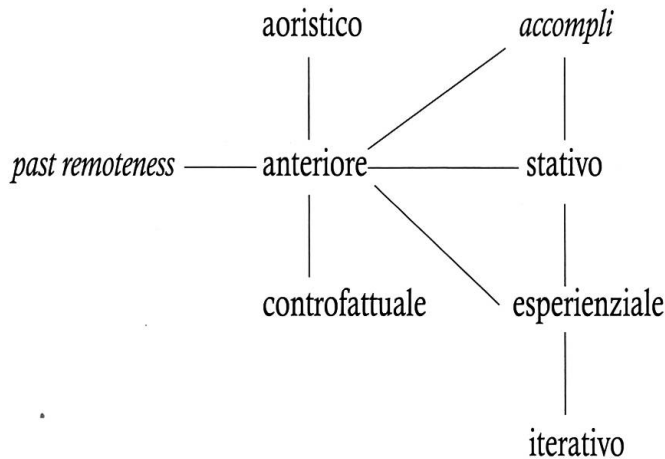 aoristico accompli
past remoteness anteriore stativo
controfattuale esperienziale
iterativo